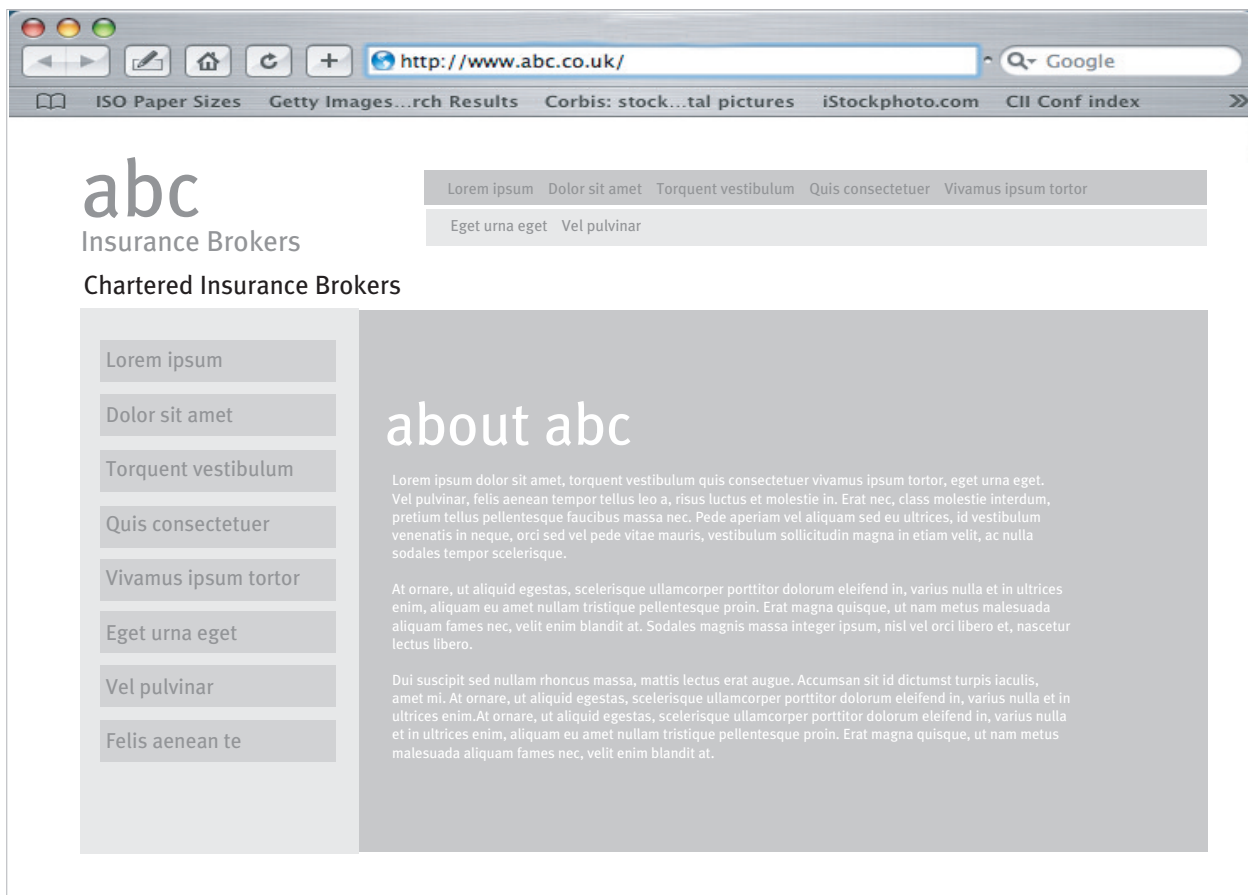 http://www.abc.co.uk/
Google
ISO Paper Sizes Getty Images...rch Results Corbis: stock...tal pictures iStockphoto.com CII Conf index
abc
Insurance Brokers
Chartered Insurance Brokers
Lorem ipsum Dolor sit amet Torquent vestibulum Quis consectetuer Vivamus ipsum tortor
Eget urna eget Vel pulvinar
Lorem ipsum
Dolor sit amet
Torquent vestibulum
Quis consectetuer
Vivamus ipsum tortor
Eget urna eget
Vel pulvinar
Felis aenean te
about abc
Lorem ipsum dolor sit amet, torquent vestibulum quis consectetuer vivamus ipsum tortor, eget urna eget.
Vel pulvinar, felis aenean tempor tellus leo a, risus luctus et molestie in. Erat nec, class molestie interdum,
pretium tellus pellentesque faucibus massa nec. Pede aperiam vel aliquam sed eu ultrices, id vestibulum
venenatis in neque, orci sed vel pede vitae mauris, vestibulum sollicitudin magna in etiam velit, ac nulla
sodales tempor scelerisque.
At ornare, ut aliquid egestas, scelerisque ullamcorper porttitor dolorum eleifend in, varius nulla et in ultrices
enim, aliquam eu amet nullam tristique pellentesque proin. Erat magna quisque, ut nam metus malesuada
aliquam fames nec, velit enim blandit at. Sodales magnis massa integer ipsum, nisl vel orci libero et, nascetur
lectus libero.
Dui suscipit sed nullam rhoncus massa, mattis lectus erat augue. Accumsan sit id dictumst turpis iaculis,
amet mi. At ornare, ut aliquid egestas, scelerisque ullamcorper porttitor dolorum eleifend in, varius nulla et in
ultrices enim.At ornare, ut aliquid egestas, scelerisque ullamcorper porttitor dolorum eleifend in, varius nulla
et in ultrices enim, aliquam eu amet nullam tristique pellentesque proin. Erat magna quisque, ut nam metus
malesuada aliquam fames nec, velit enim blandit at.